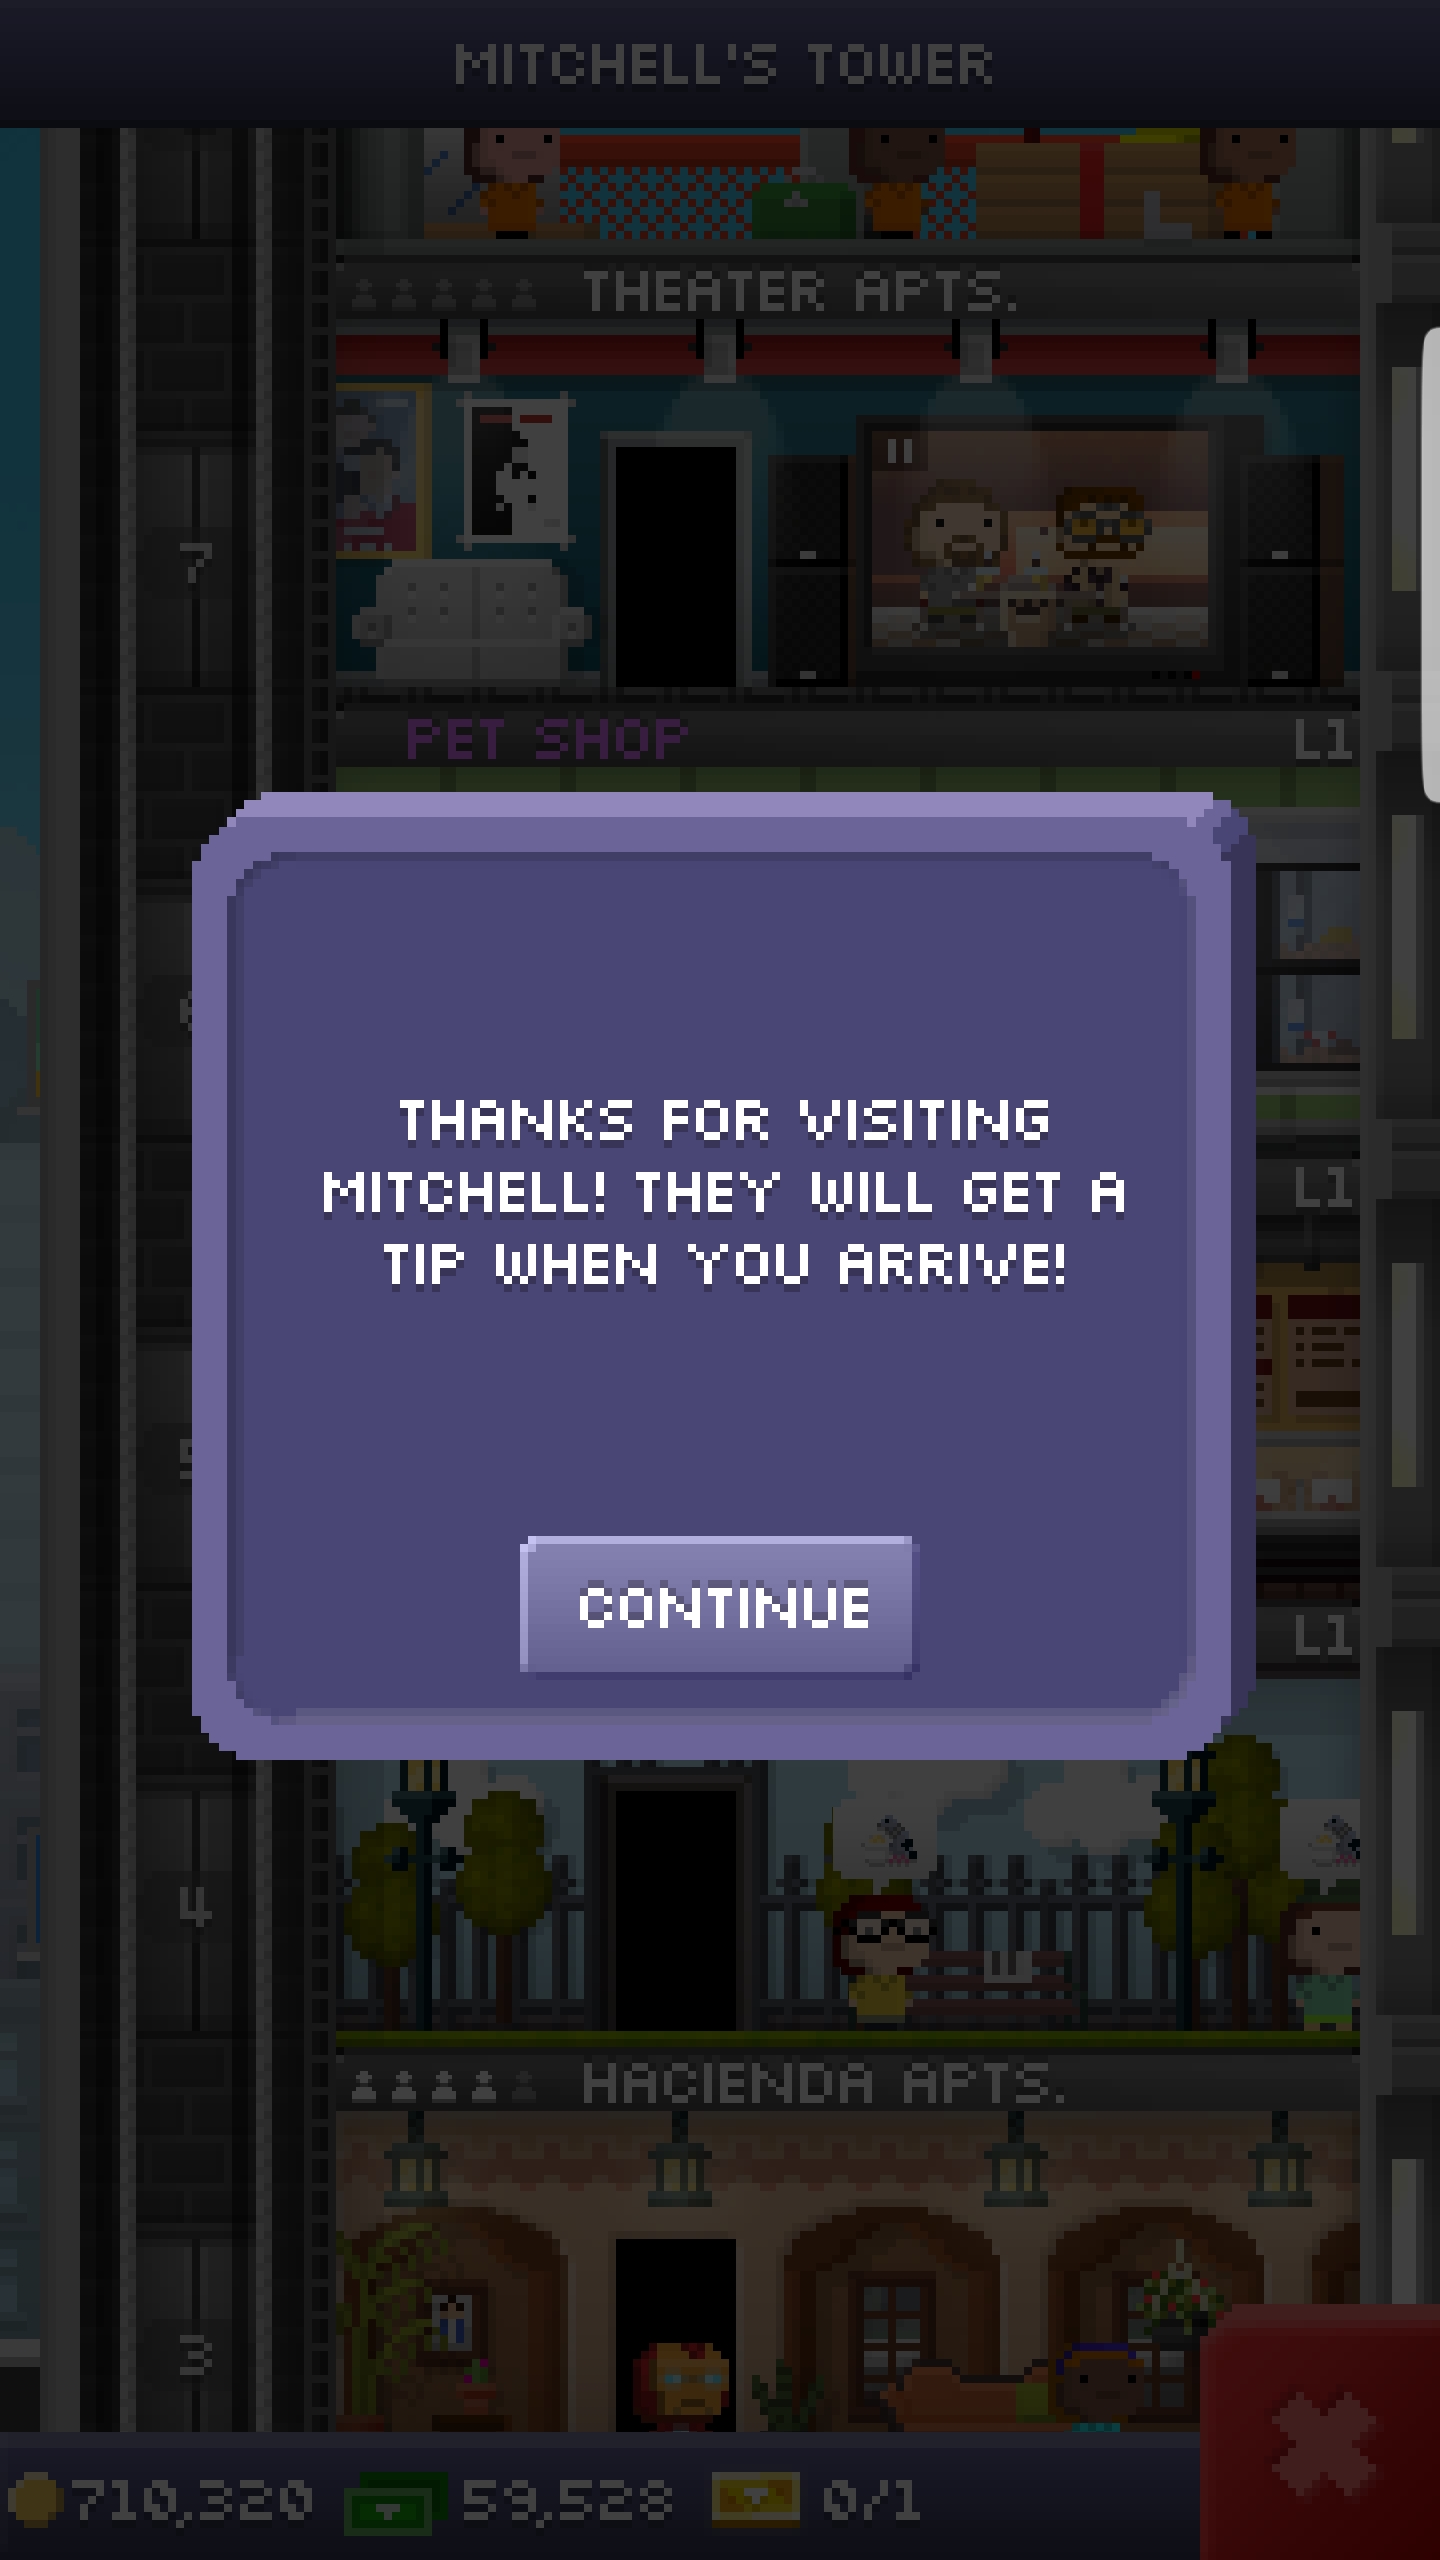 MITCHELL'S TOWER
THEATER APTS.
7
PET SHOP L1
THANKS FOR VISITING
MITCHELL! THEY WILL GET A
TIP WHEN YOU ARRIVE!
L1
5
CONTINUE
L1
4
HACIENDA APTS.
3
710,320 59,528 0/1